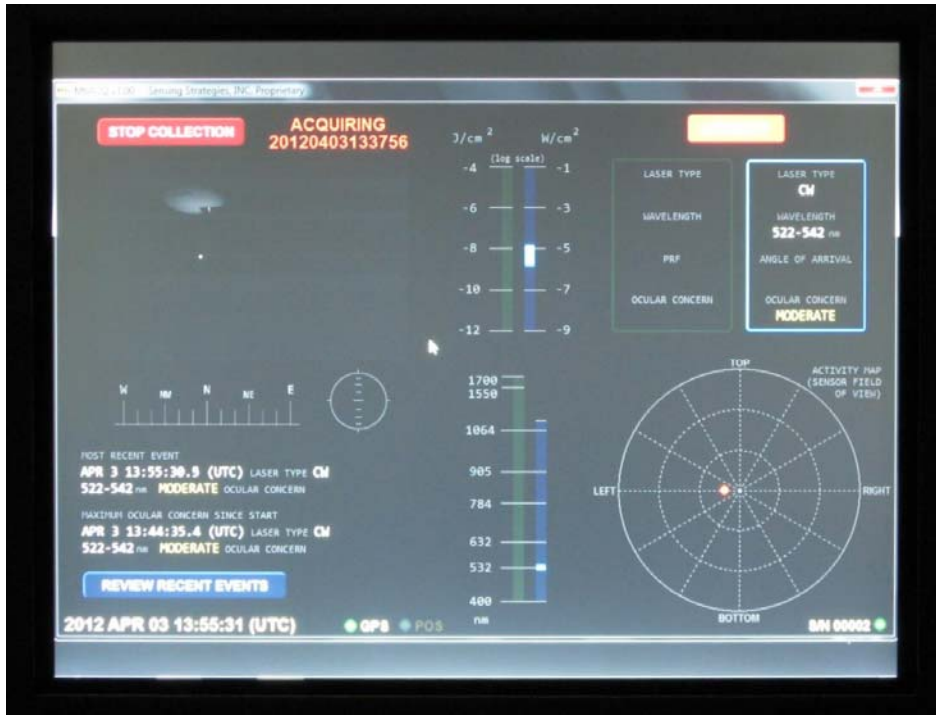 Sensing Strategies, INC. Proprietary
STOP COLLECTION
ACQUIRING
20120403133756
J/cm 2
W/cm 2
(log scale)
-4 -1
-6 -3
-8 -5
-10 -7
-12 -9
LASER TYPE
WAVELENGTH
PRF
OCULAR CONCERN
LASER TYPE
CW
WAVELENGTH
522-542 nm
ANGLE OF ARRIVAL
OCULAR CONCERN
MODERATE
W NW N NE E
MOST RECENT EVENT
APR 3 13:55:30.5 (UTC) LASER TYPE CW
522-542 nm MODERATE OCULAR CONCERN
MAXIMUM OCULAR CONCERN SINCE START
APR 3 13:44:35.4 (UTC) LASER TYPE CW
522-542 nm MODERATE OCULAR CONCERN
REVIEW RECENT EVENTS
1700
1550
1064
905
784
632
532
400
nm
ACTIVITY MAP
(SENSOR FIELD
OF VIEW)
TOP
LEFT
RIGHT
BOTTOM
2012 APR 03 13:55:31 (UTC)
GPS
POS
S/N 00002